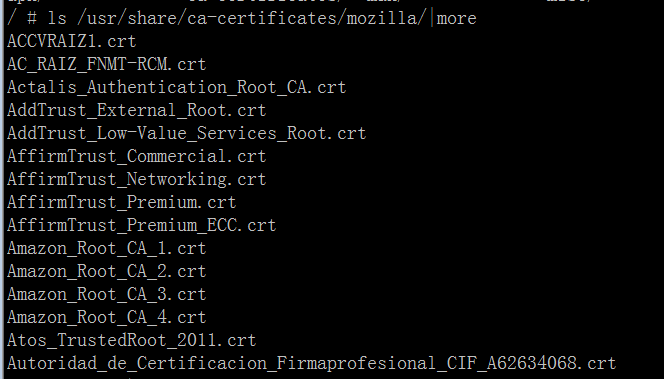 / # ls /usr/share/ca-certificates/mozilla/|more
ACCVRAIZ1.crt
AC_RAIZ_FNMT-RCM.crt
Actalis_Authentication_Root_CA.crt
AddTrust_External_Root.crt
AddTrust_Low-Value_Services_Root.crt
AffirmTrust_Commercial.crt
AffirmTrust_Networking.crt
AffirmTrust_Premium.crt
AffirmTrust_Premium_ECC.crt
Amazon_Root_CA_1.crt
Amazon_Root_CA_2.crt
Amazon_Root_CA_3.crt
Amazon_Root_CA_4.crt
Atos_TrustedRoot_2011.crt
Autoridad_de_Certificacion_Firmaprofesional_CIF_A62634068.crt